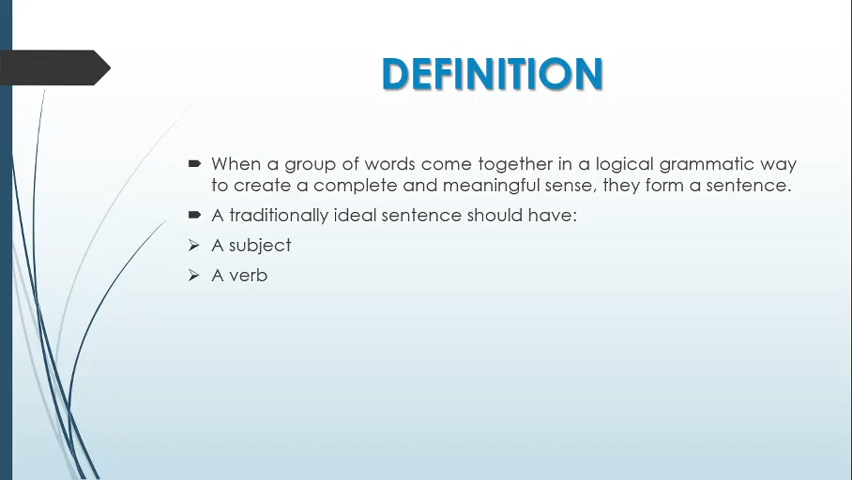 DEFINITION
When a group of words come together in a logical grammatic way
to create a complete and meaningful sense, they form a sentence.
A traditionally ideal sentence should have:
A subject
A verb